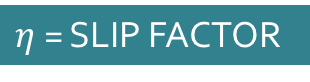 η = SLIP FACTOR